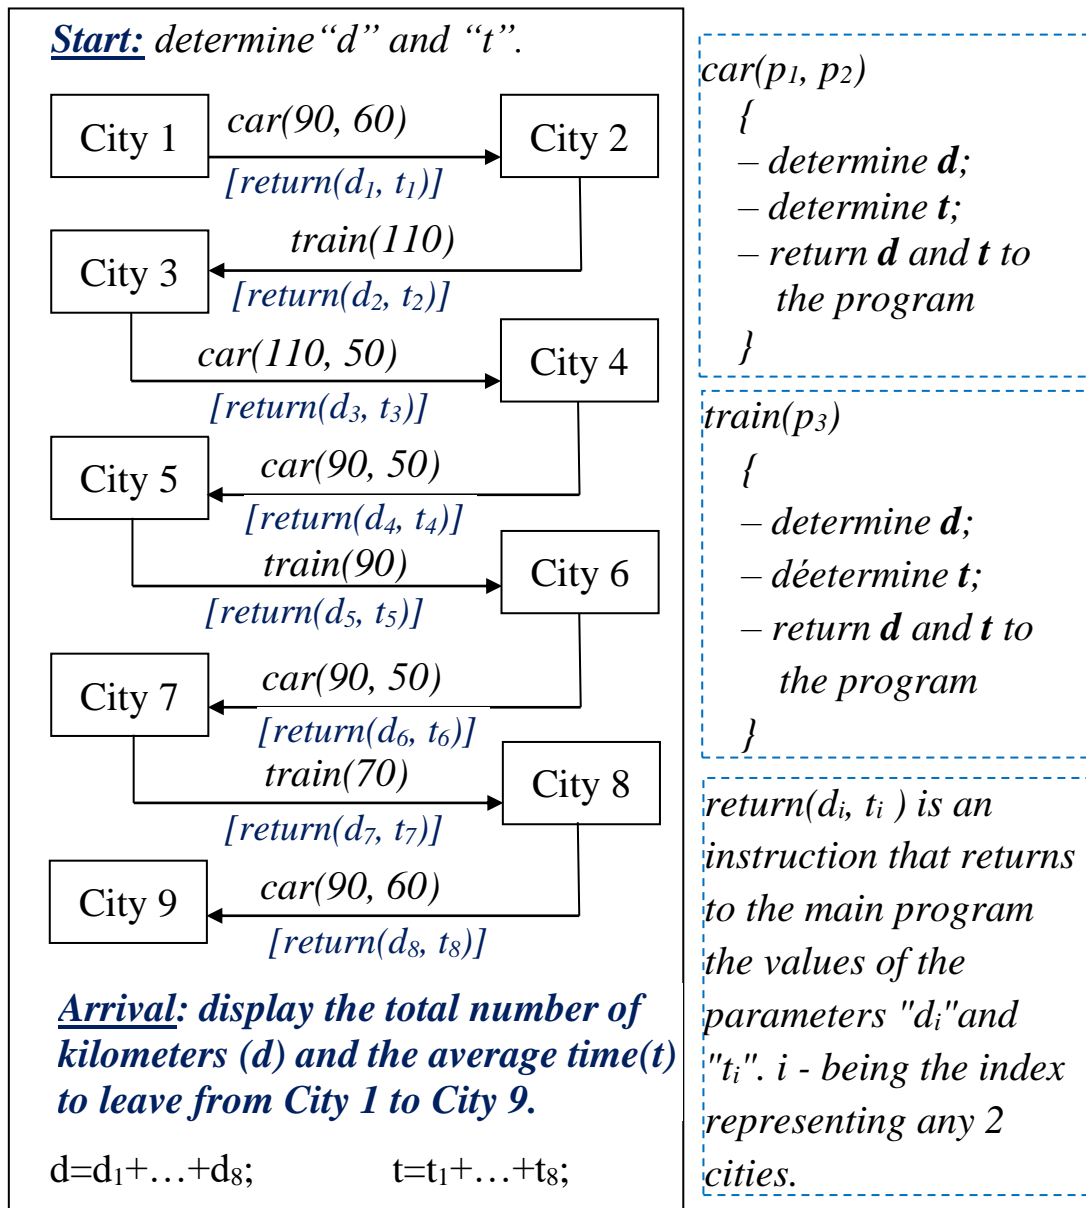 Start: determine“d” and “t”.
City 1
car(90, 60)
City 2
[return(d₁, t₁)]
train(110)
City 3
[return(d₂, t₂)]
car(110, 50)
City 4
[return(d₃, t₃)]
car(90, 50)
City 5
[return(d₄, t₄)]
train(90)
City 6
[return(d₅, t₅)]
car(90, 50)
City 7
[return(d₆, t₆)]
train(70)
City 8
[return(d₇, t₇)]
car(90, 60)
City 9
[return(d₈, t₈)]
Arrival: display the total number of
kilometers (d) and the average time(t)
to leave from City 1 to City 9.
d=d₁+…+d₈; t=t₁+…+t₈;
car(p₁, p₂)
{
– determine d;
– determine t;
– return d and t to
the program
}
train(p₃)
{
– determine d;
– déetermine t;
– return d and t to
the program
}
return(dᵢ, tᵢ ) is an
instruction that returns
to the main program
the values of the
parameters "dᵢ"and
"tᵢ". i - being the index
representing any 2
cities.